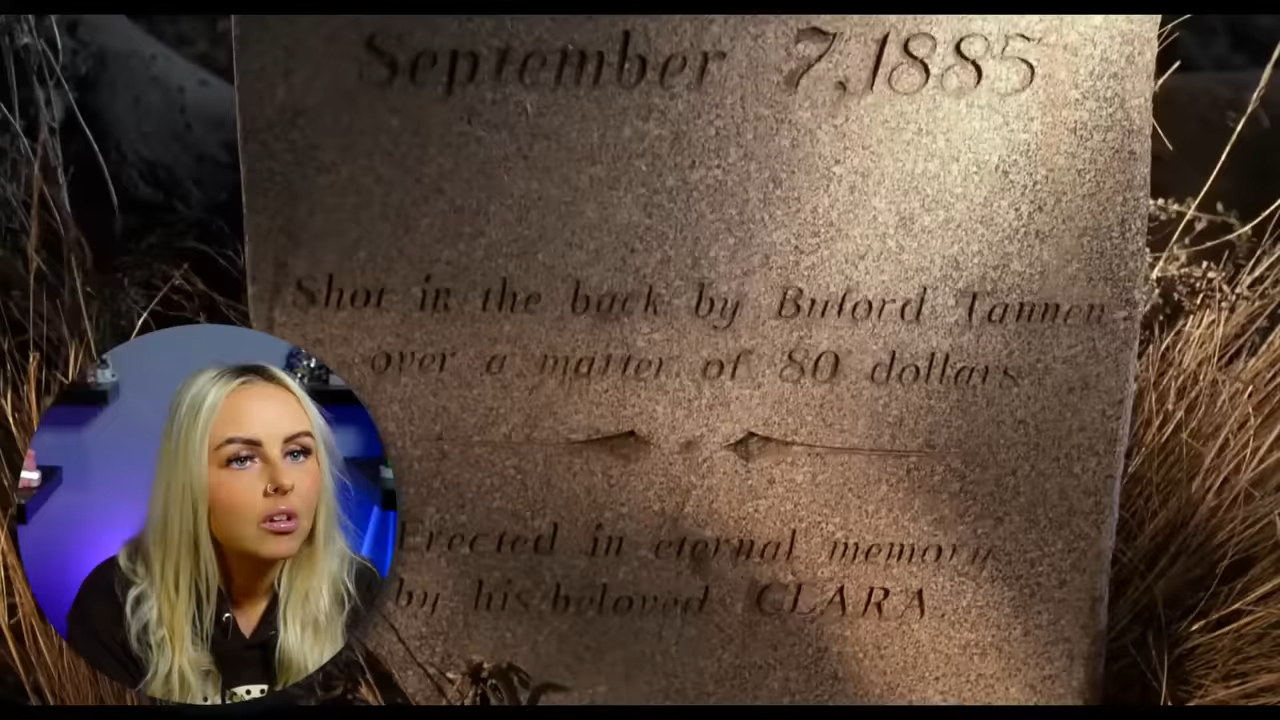 September 7, 1885
Shot in the back by Buford Tannen
over a matter of 80 dollars
Erected in eternal memory
by his beloved CLARA